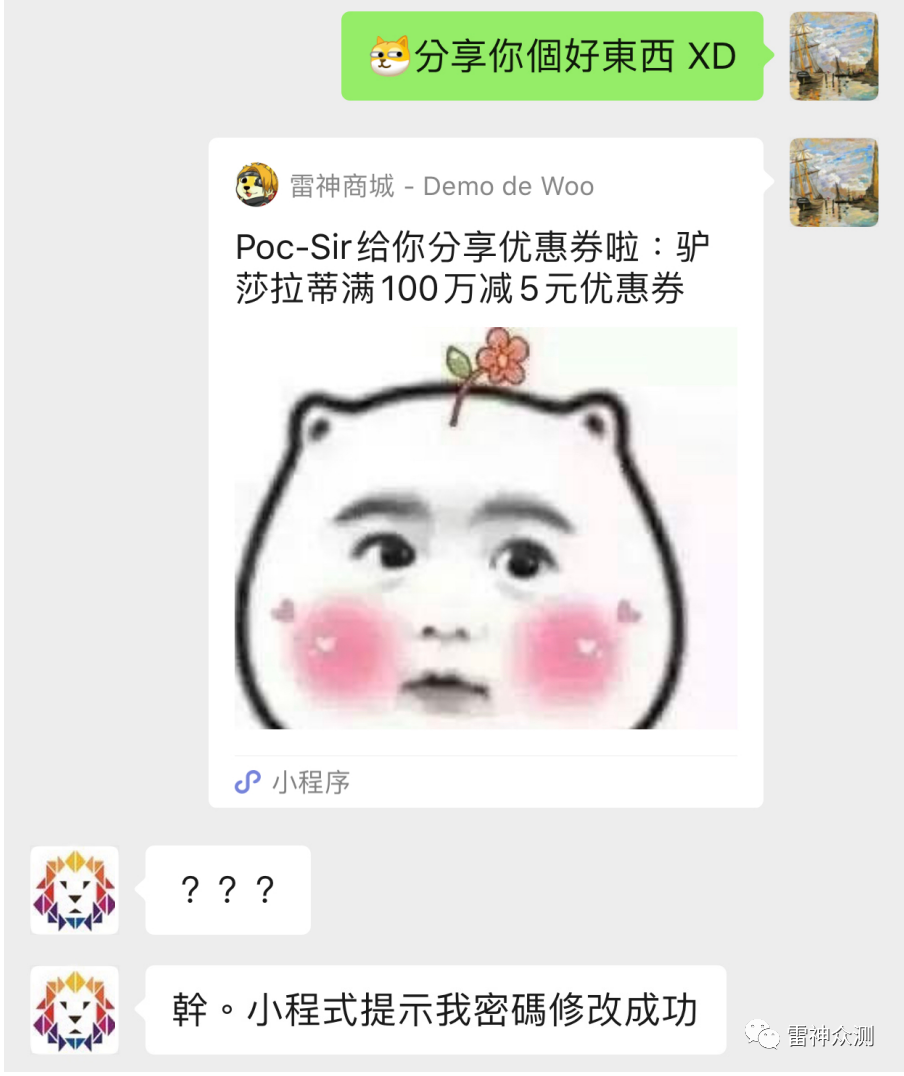 分享你個好東西 XD
雷神商城 - Demo de Woo
Poc-Sir给你分享优惠券啦：驴
莎拉蒂满100万减5元优惠券
小程序
？？？
幹。小程式提示我密碼修改成功
雷神众测